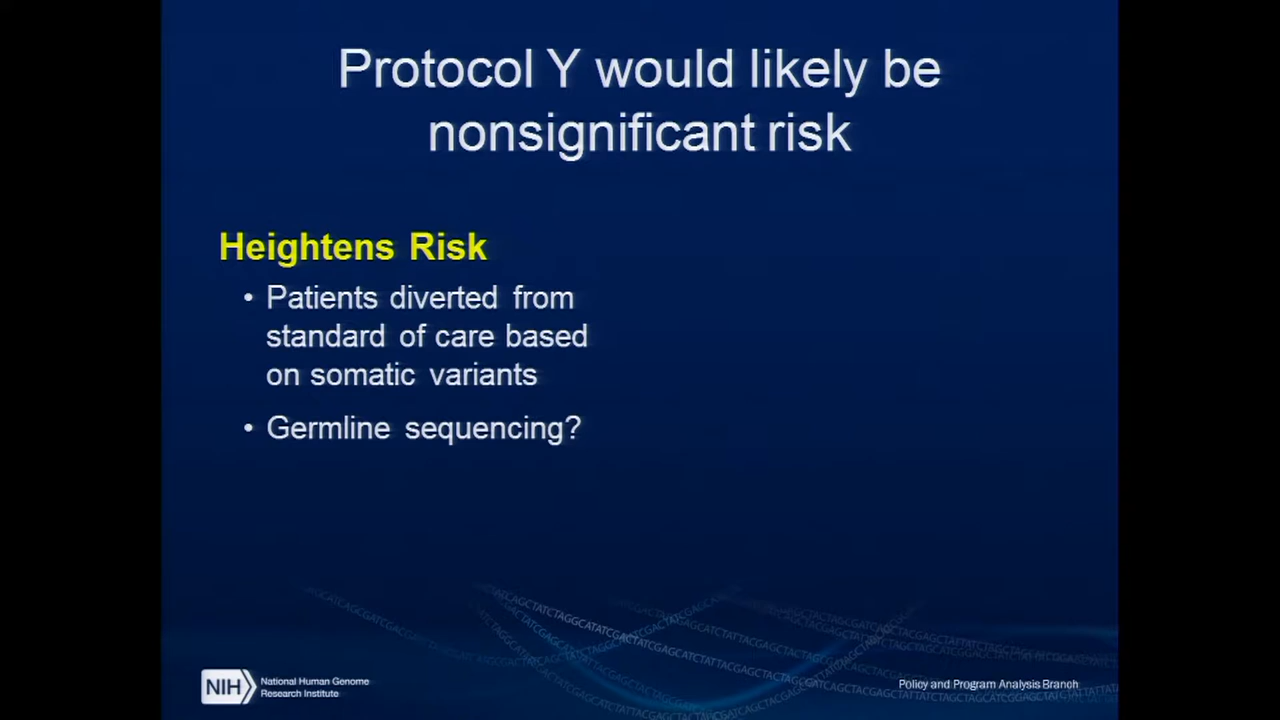 Protocol Y would likely be
nonsignificant risk
Heightens Risk
• Patients diverted from
standard of care based
on somatic variants
• Germline sequencing?
NIH
National Human Genome
Research Institute
Policy and Program Analysis Branch